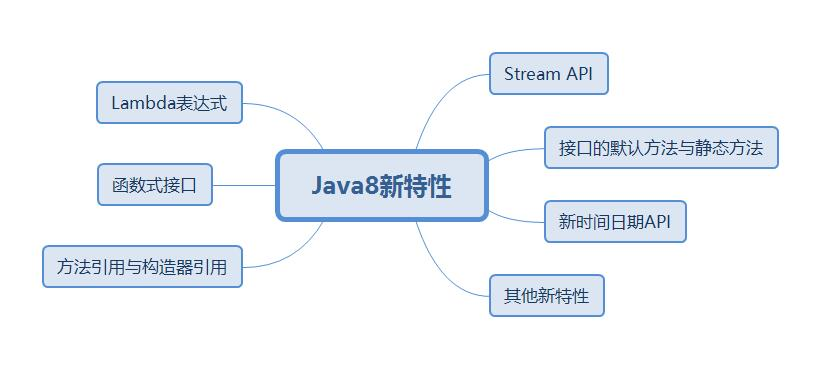 Java8新特性
Lambda表达式
函数式接口
方法引用与构造器引用
Stream API
接口的默认方法与静态方法
新时间日期API
其他新特性